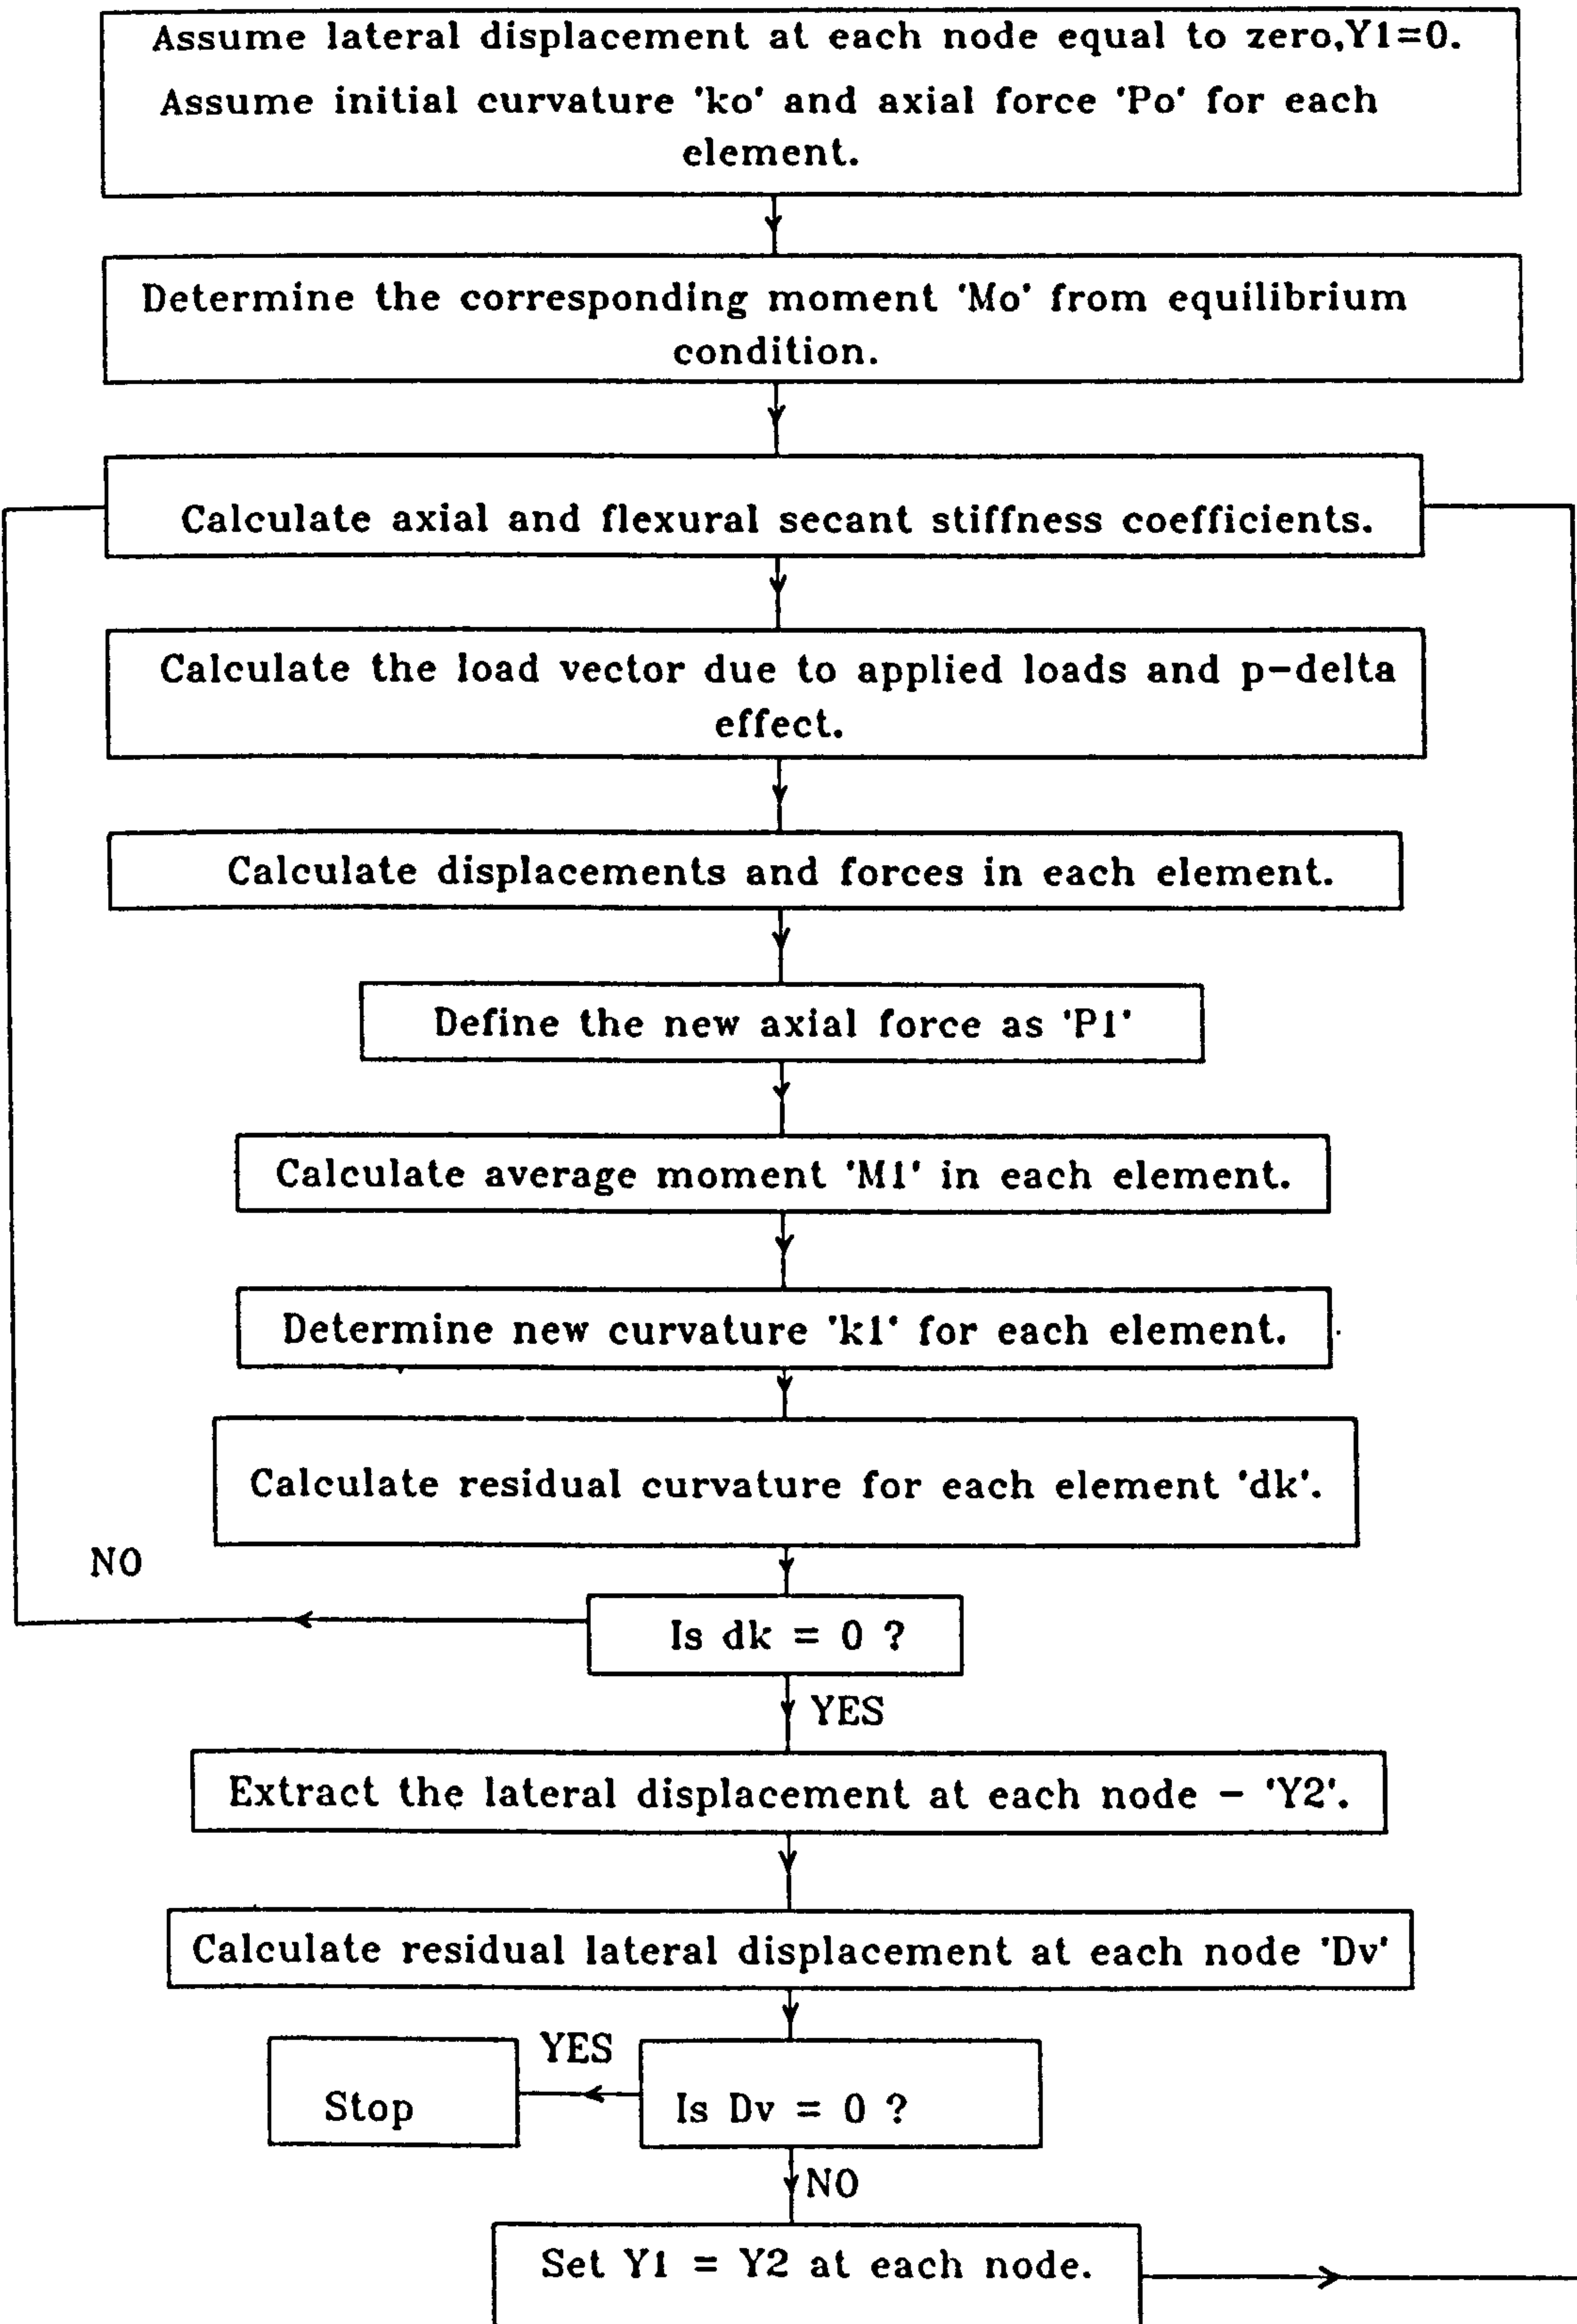 Assume lateral displacement at each node equal to zero,Y1=0.
Assume initial curvature 'ko' and axial force 'Po' for each
element.
Determine the corresponding moment 'Mo' from equilibrium
condition.
Calculate axial and flexural secant stiffness coefficients.
Calculate the load vector due to applied loads and p-delta
effect.
Calculate displacements and forces in each element.
Define the new axial force as 'P1'
Calculate average moment 'M1' in each element.
Determine new curvature 'k1' for each element.
Calculate residual curvature for each element 'dk'.
NO
Is dk = 0 ?
YES
Extract the lateral displacement at each node - 'Y2'.
Calculate residual lateral displacement at each node 'Dv'
YES
Stop
Is Dv = 0 ?
NO
Set Y1 = Y2 at each node.